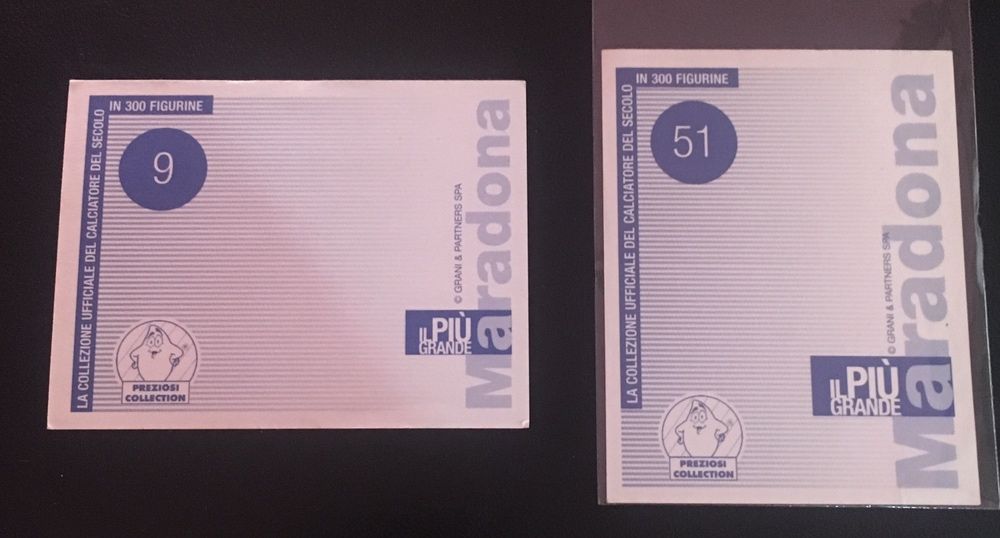 IN 300 FIGURINE
LA COLLEZIONE UFFICIALE DEL CALCIATORE DEL SECOLO
9
© GRANI & PARTNERS SPA
Maradona
IL PIÙ
GRANDE
PREZIOSI
COLLECTION
IN 300 FIGURINE
LA COLLEZIONE UFFICIALE DEL CALCIATORE DEL SECOLO
51
© GRANI & PARTNERS SPA
Maradona
IL PIÙ
GRANDE
PREZIOSI
COLLECTION